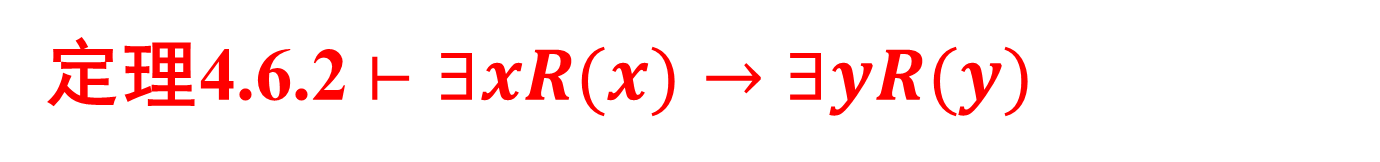 定理4.6.2 ⊢ ∃xR(x) → ∃yR(y)